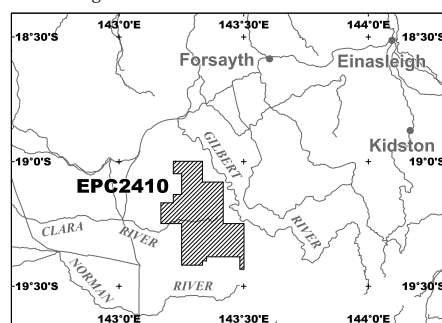 143°0'E 143°30'E 144°0'E
18°30'S 18°30'S
Forsayth Einasleigh
Kidston
GILBERT
19°0'S 19°0'S
EPC2410
CLARA RIVER RIVER
NORMAN RIVER
19°30'S 19°30'S
143°0'E 143°30'E 144°0'E